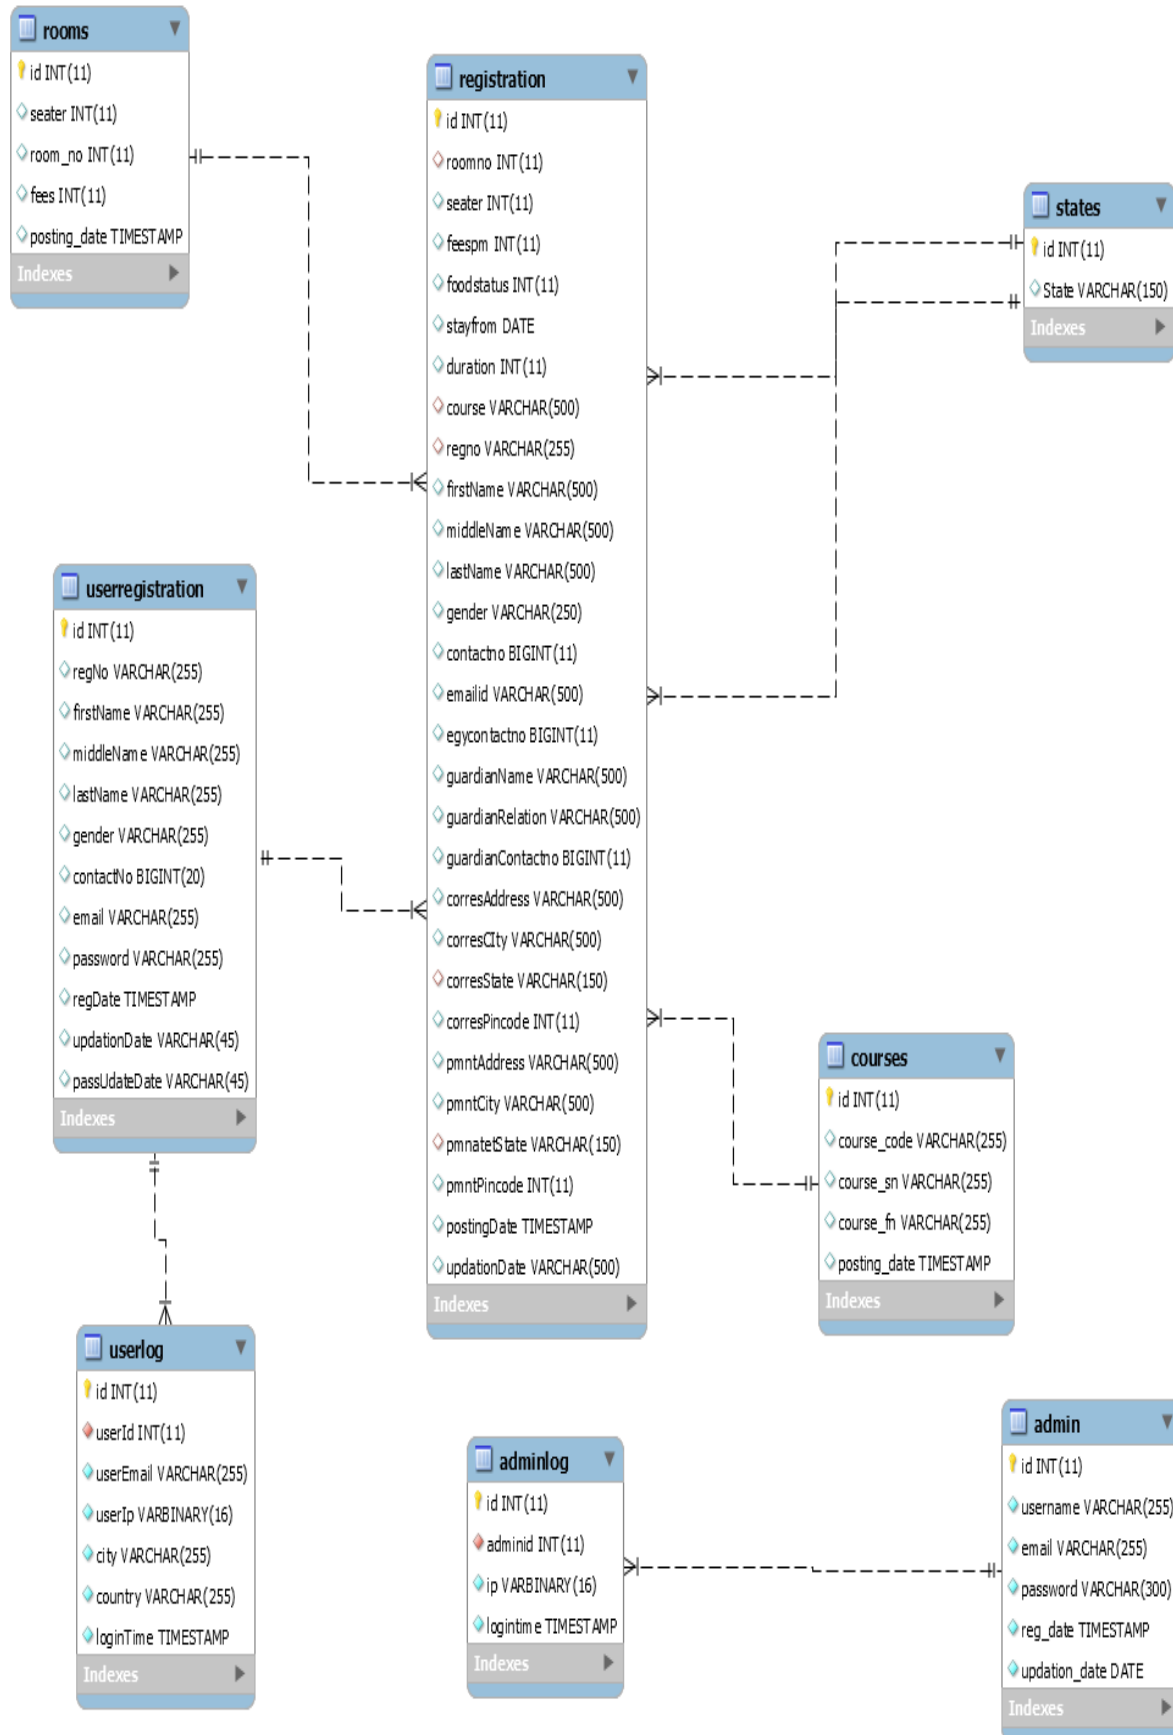 rooms
id INT(11)
seater INT(11)
room_no INT(11)
fees INT(11)
posting_date TIMESTAMP
Indexes
registration
id INT(11)
roomno INT(11)
seater INT(11)
feespm INT(11)
foodstatus INT(11)
stayfrom DATE
duration INT(11)
course VARCHAR(500)
regno VARCHAR(255)
firstName VARCHAR(500)
middleName VARCHAR(500)
lastName VARCHAR(500)
gender VARCHAR(250)
contactno BIGINT(11)
emailid VARCHAR(500)
egycontactno BIGINT(11)
guardianName VARCHAR(500)
guardianRelation VARCHAR(500)
guardianContactno BIGINT(11)
corresAddress VARCHAR(500)
corresCIty VARCHAR(500)
corresState VARCHAR(150)
corresPincode INT(11)
pmntAddress VARCHAR(500)
pmntCity VARCHAR(500)
pmnatetState VARCHAR(150)
pmntPincode INT(11)
postingDate TIMESTAMP
updationDate VARCHAR(500)
Indexes
states
id INT(11)
State VARCHAR(150)
Indexes
userregistration
id INT(11)
regNo VARCHAR(255)
firstName VARCHAR(255)
middleName VARCHAR(255)
lastName VARCHAR(255)
gender VARCHAR(255)
contactNo BIGINT(20)
email VARCHAR(255)
password VARCHAR(255)
regDate TIMESTAMP
updationDate VARCHAR(45)
passUdateDate VARCHAR(45)
Indexes
courses
id INT(11)
course_code VARCHAR(255)
course_sn VARCHAR(255)
course_fn VARCHAR(255)
posting_date TIMESTAMP
Indexes
userlog
id INT(11)
userId INT(11)
userEmail VARCHAR(255)
userIp VARBINARY(16)
city VARCHAR(255)
country VARCHAR(255)
loginTime TIMESTAMP
Indexes
adminlog
id INT(11)
adminid INT(11)
ip VARBINARY(16)
logintime TIMESTAMP
Indexes
admin
id INT(11)
username VARCHAR(255)
email VARCHAR(255)
password VARCHAR(300)
reg_date TIMESTAMP
updation_date DATE
Indexes